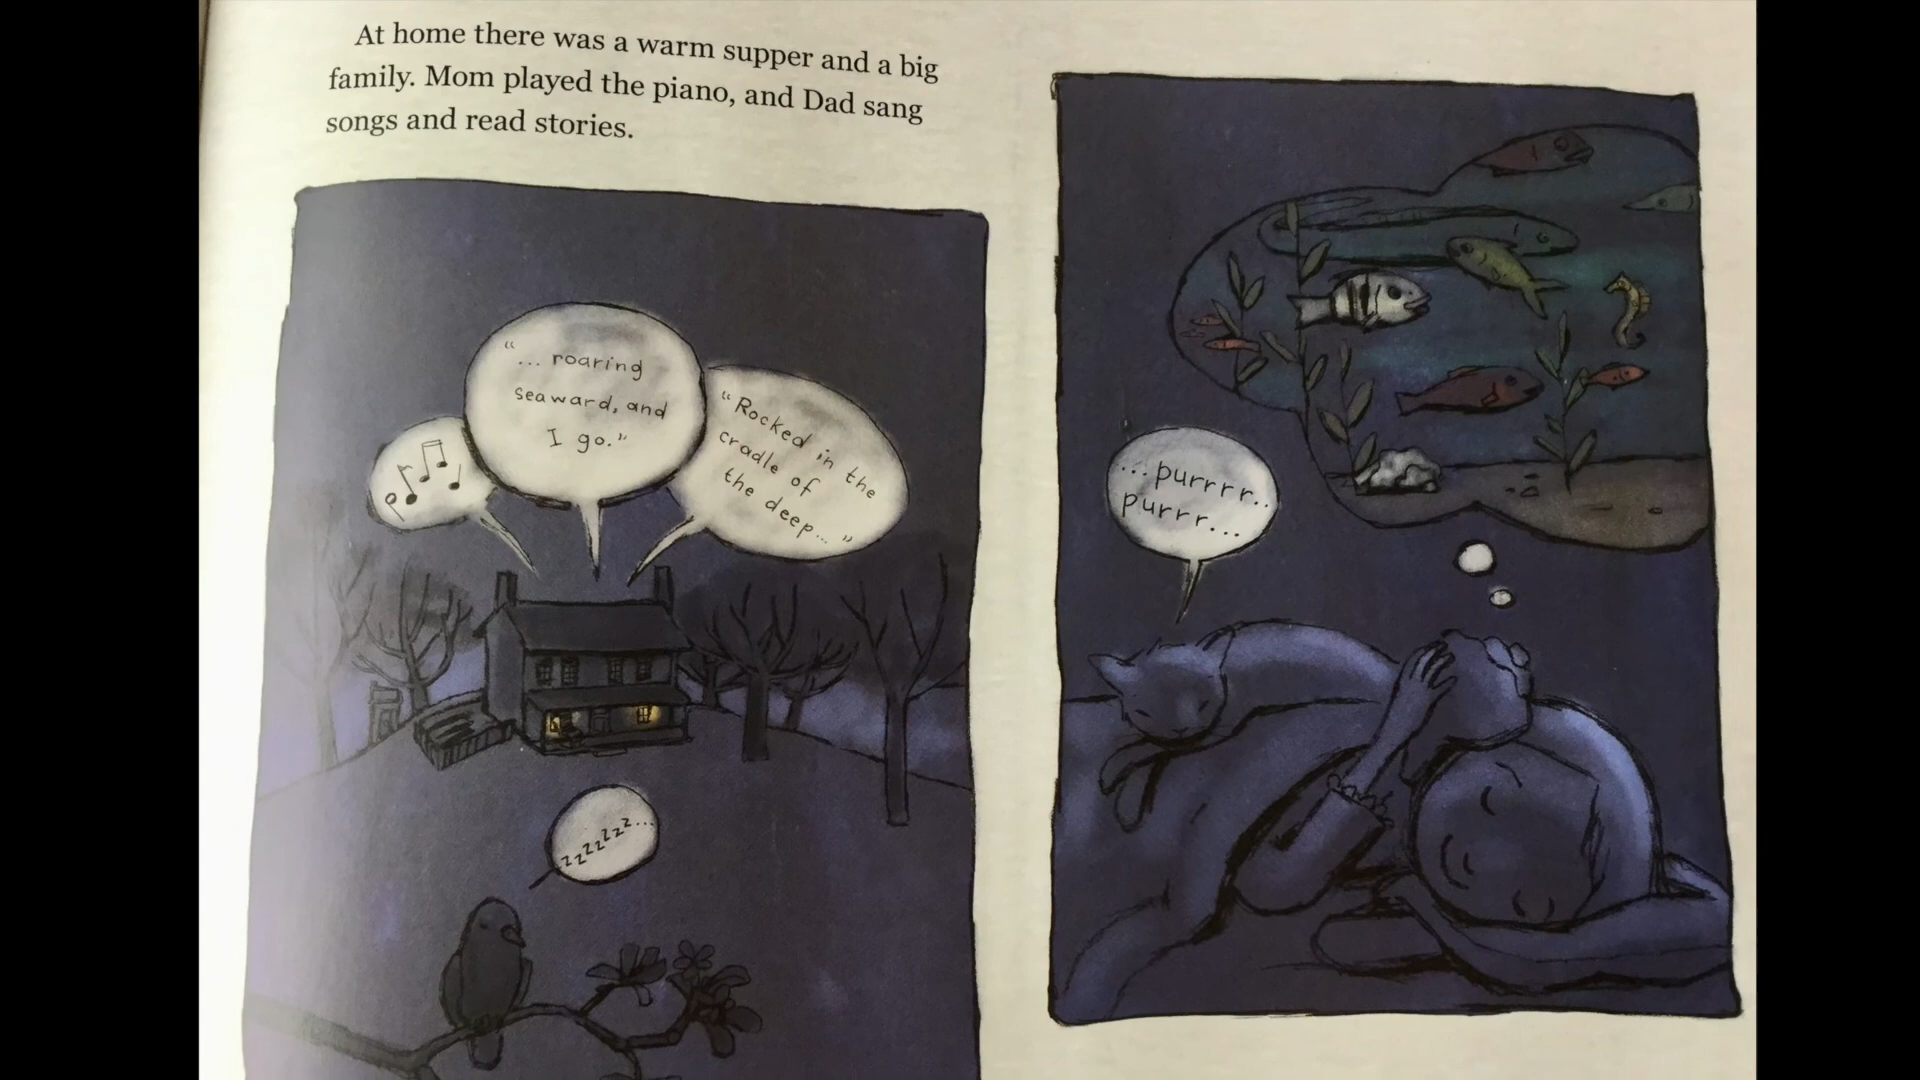 At home there was a warm supper and a big
family. Mom played the piano, and Dad sang
songs and read stories.
“... roaring
seaward, and
I go.”
“Rocked in the
cradle of
the deep...”
zzzzzzz...
...purrrr..
purrr...